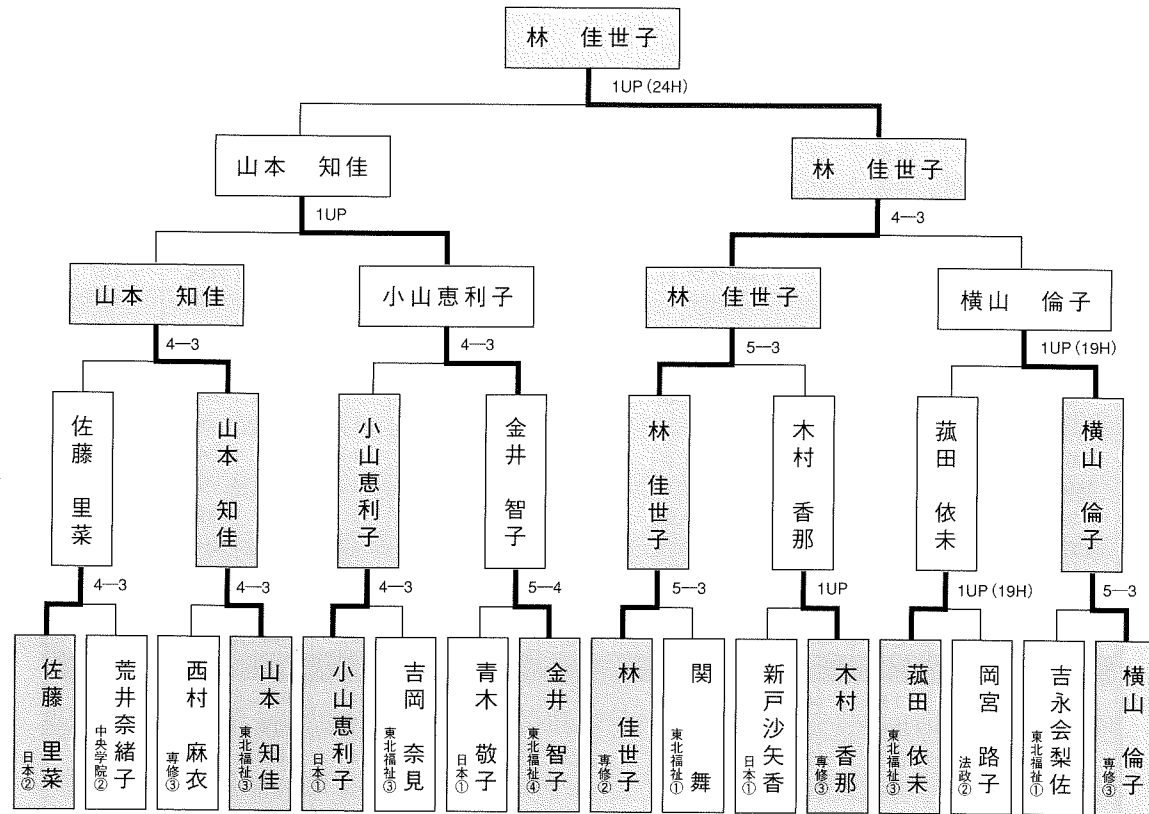 林 佳世子
1UP (24H)
山本 知佳
林 佳世子
1UP
4—3
山本 知佳
小山恵利子
林 佳世子
横山 倫子
4—3
4—3
5—3
1UP (19H)
佐藤 里菜
山本 知佳
小山恵利子
金井 智子
林 佳世子
木村 香那
菰田 依未
横山 倫子
4—3
4—3
4—3
5—4
5—3
1UP
1UP (19H)
5—3
佐藤 里菜 日本②
荒井奈緒子 中央学院②
西村 麻衣 専修③
山本 知佳 東北福祉③
小山恵利子 日本①
吉岡 奈見 東北福祉③
青木 敬子 日本①
金井 智子 東北福祉④
林 佳世子 専修②
関 舞 東北福祉①
新戸沙矢香 日本①
木村 香那 専修③
菰田 依未 東北福祉③
岡宮 路子 法政②
吉永会梨佐 東北福祉①
横山 倫子 専修③